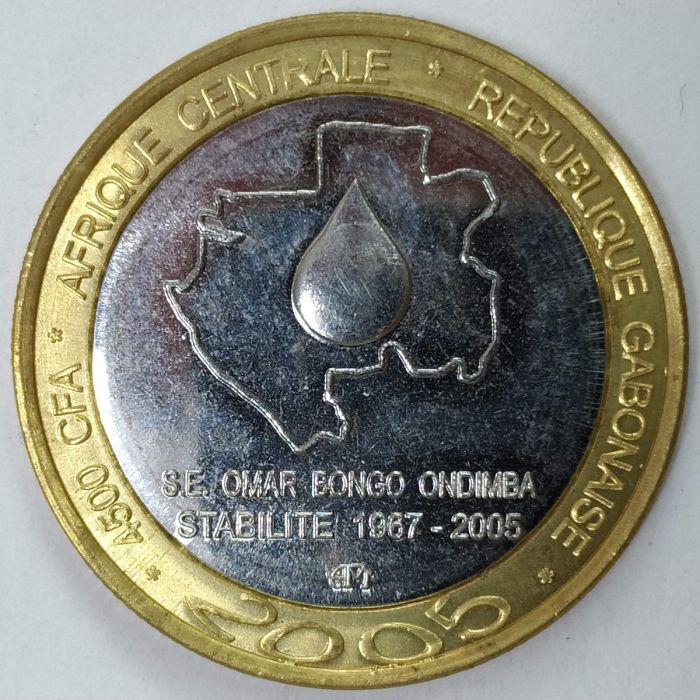 4500 CFA * AFRIQUE CENTRALE * REPUBLIQUE GABONAISE *
S.E. OMAR BONGO ONDIMBA
STABILITE 1967 - 2005
2005